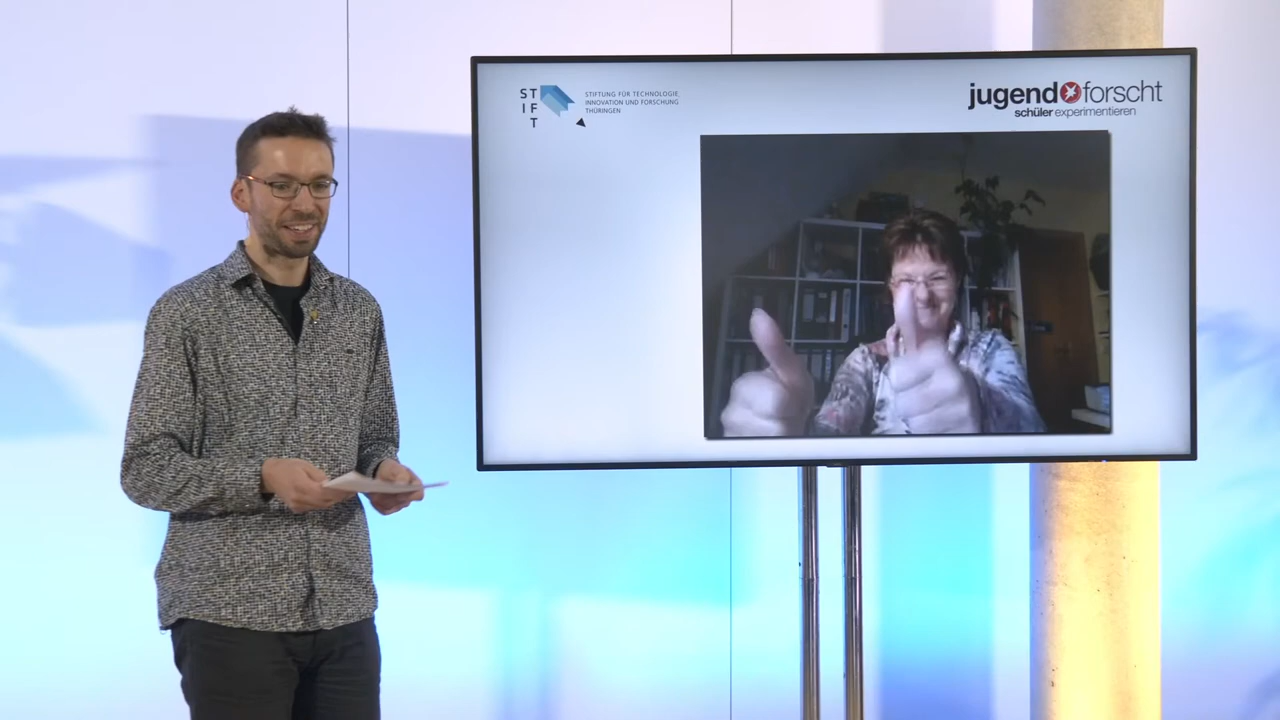 ST
IF
T
STIFTUNG FÜR TECHNOLOGIE,
INNOVATION UND FORSCHUNG
THÜRINGEN
jugend forscht
schüler experimentieren